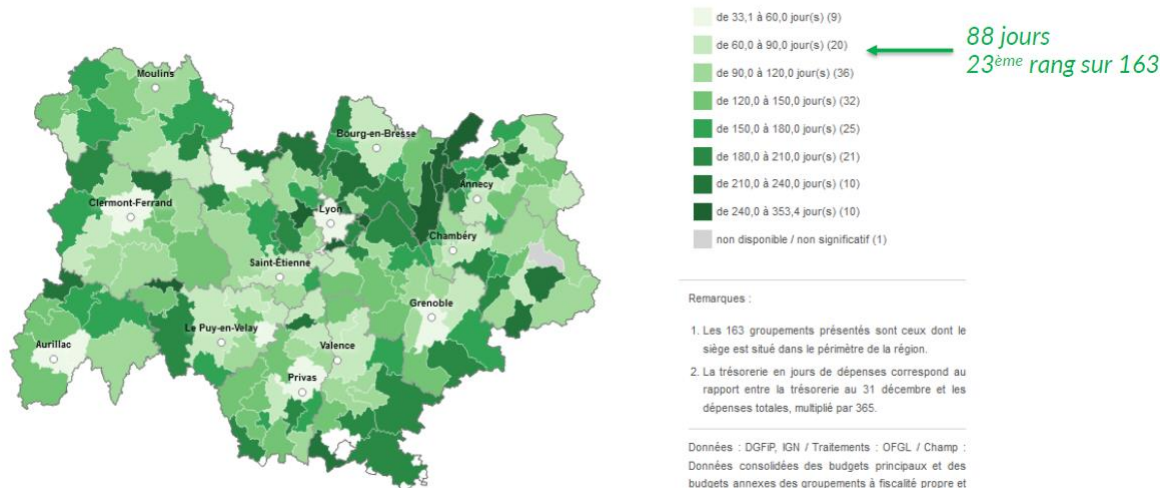 Moulins
Bourg-en-Bresse
Annecy
Clermont-Ferrand
Lyon
Chambéry
Saint-Étienne
Grenoble
Le Puy-en-Velay
Aurillac
Valence
Privas
de 33,1 à 60,0 jour(s) (9)
de 60,0 à 90,0 jour(s) (20)
de 90,0 à 120,0 jour(s) (36)
de 120,0 à 150,0 jour(s) (32)
de 150,0 à 180,0 jour(s) (25)
de 180,0 à 210,0 jour(s) (21)
de 210,0 à 240,0 jour(s) (10)
de 240,0 à 353,4 jour(s) (10)
non disponible / non significatif (1)
88 jours
23ème rang sur 163
Remarques :
1. Les 163 groupements présentés sont ceux dont le
siège est situé dans le périmètre de la région.
2. La trésorerie en jours de dépenses correspond au
rapport entre la trésorerie au 31 décembre et les
dépenses totales, multiplié par 365.
Données : DGFiP, IGN / Traitements : OFGL / Champ :
Données consolidées des budgets principaux et des
budgets annexes des groupements à fiscalité propre et